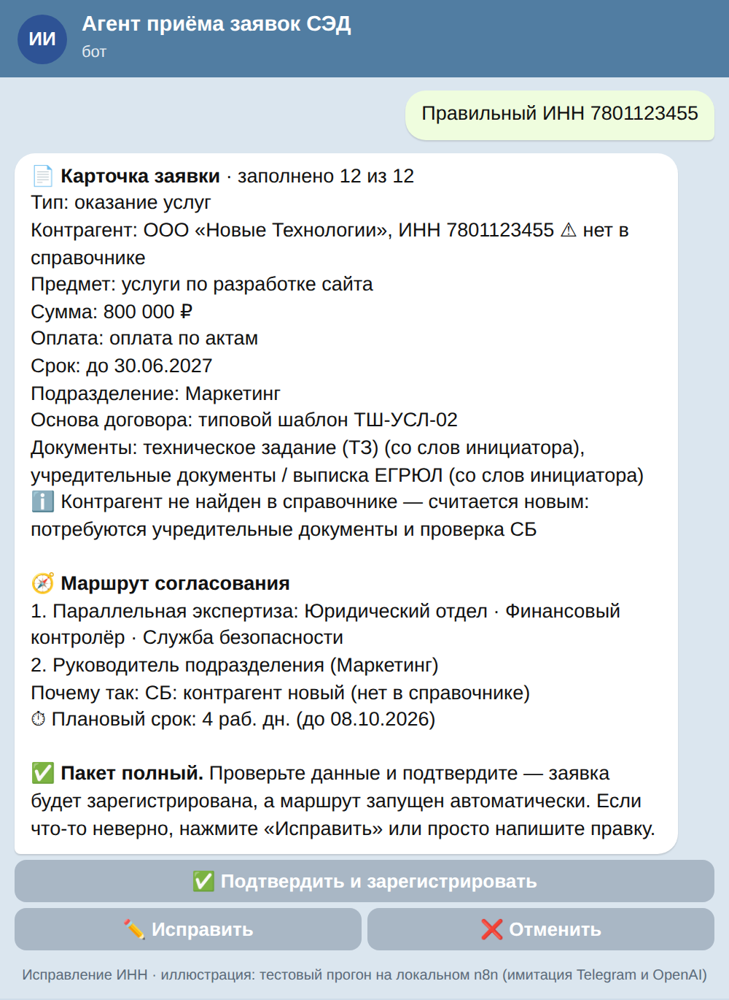 ИИ
Агент приёма заявок СЭД
бот
Правильный ИНН 7801123455
📄 Карточка заявки · заполнено 12 из 12
Тип: оказание услуг
Контрагент: ООО «Новые Технологии», ИНН 7801123455 ⚠ нет в
справочнике
Предмет: услуги по разработке сайта
Сумма: 800 000 ₽
Оплата: оплата по актам
Срок: до 30.06.2027
Подразделение: Маркетинг
Основа договора: типовой шаблон ТШ-УСЛ-02
Документы: техническое задание (ТЗ) (со слов инициатора),
учредительные документы / выписка ЕГРЮЛ (со слов инициатора)
ℹ️ Контрагент не найден в справочнике — считается новым:
потребуются учредительные документы и проверка СБ
🧭 Маршрут согласования
1. Параллельная экспертиза: Юридический отдел · Финансовый
контролёр · Служба безопасности
2. Руководитель подразделения (Маркетинг)
Почему так: СБ: контрагент новый (нет в справочнике)
⏱ Плановый срок: 4 раб. дн. (до 08.10.2026)
✅ Пакет полный. Проверьте данные и подтвердите — заявка
будет зарегистрирована, а маршрут запущен автоматически. Если
что-то неверно, нажмите «Исправить» или просто напишите правку.
✅ Подтвердить и зарегистрировать
✏️ Исправить
❌ Отменить
Исправление ИНН · иллюстрация: тестовый прогон на локальном n8n (имитация Telegram и OpenAI)